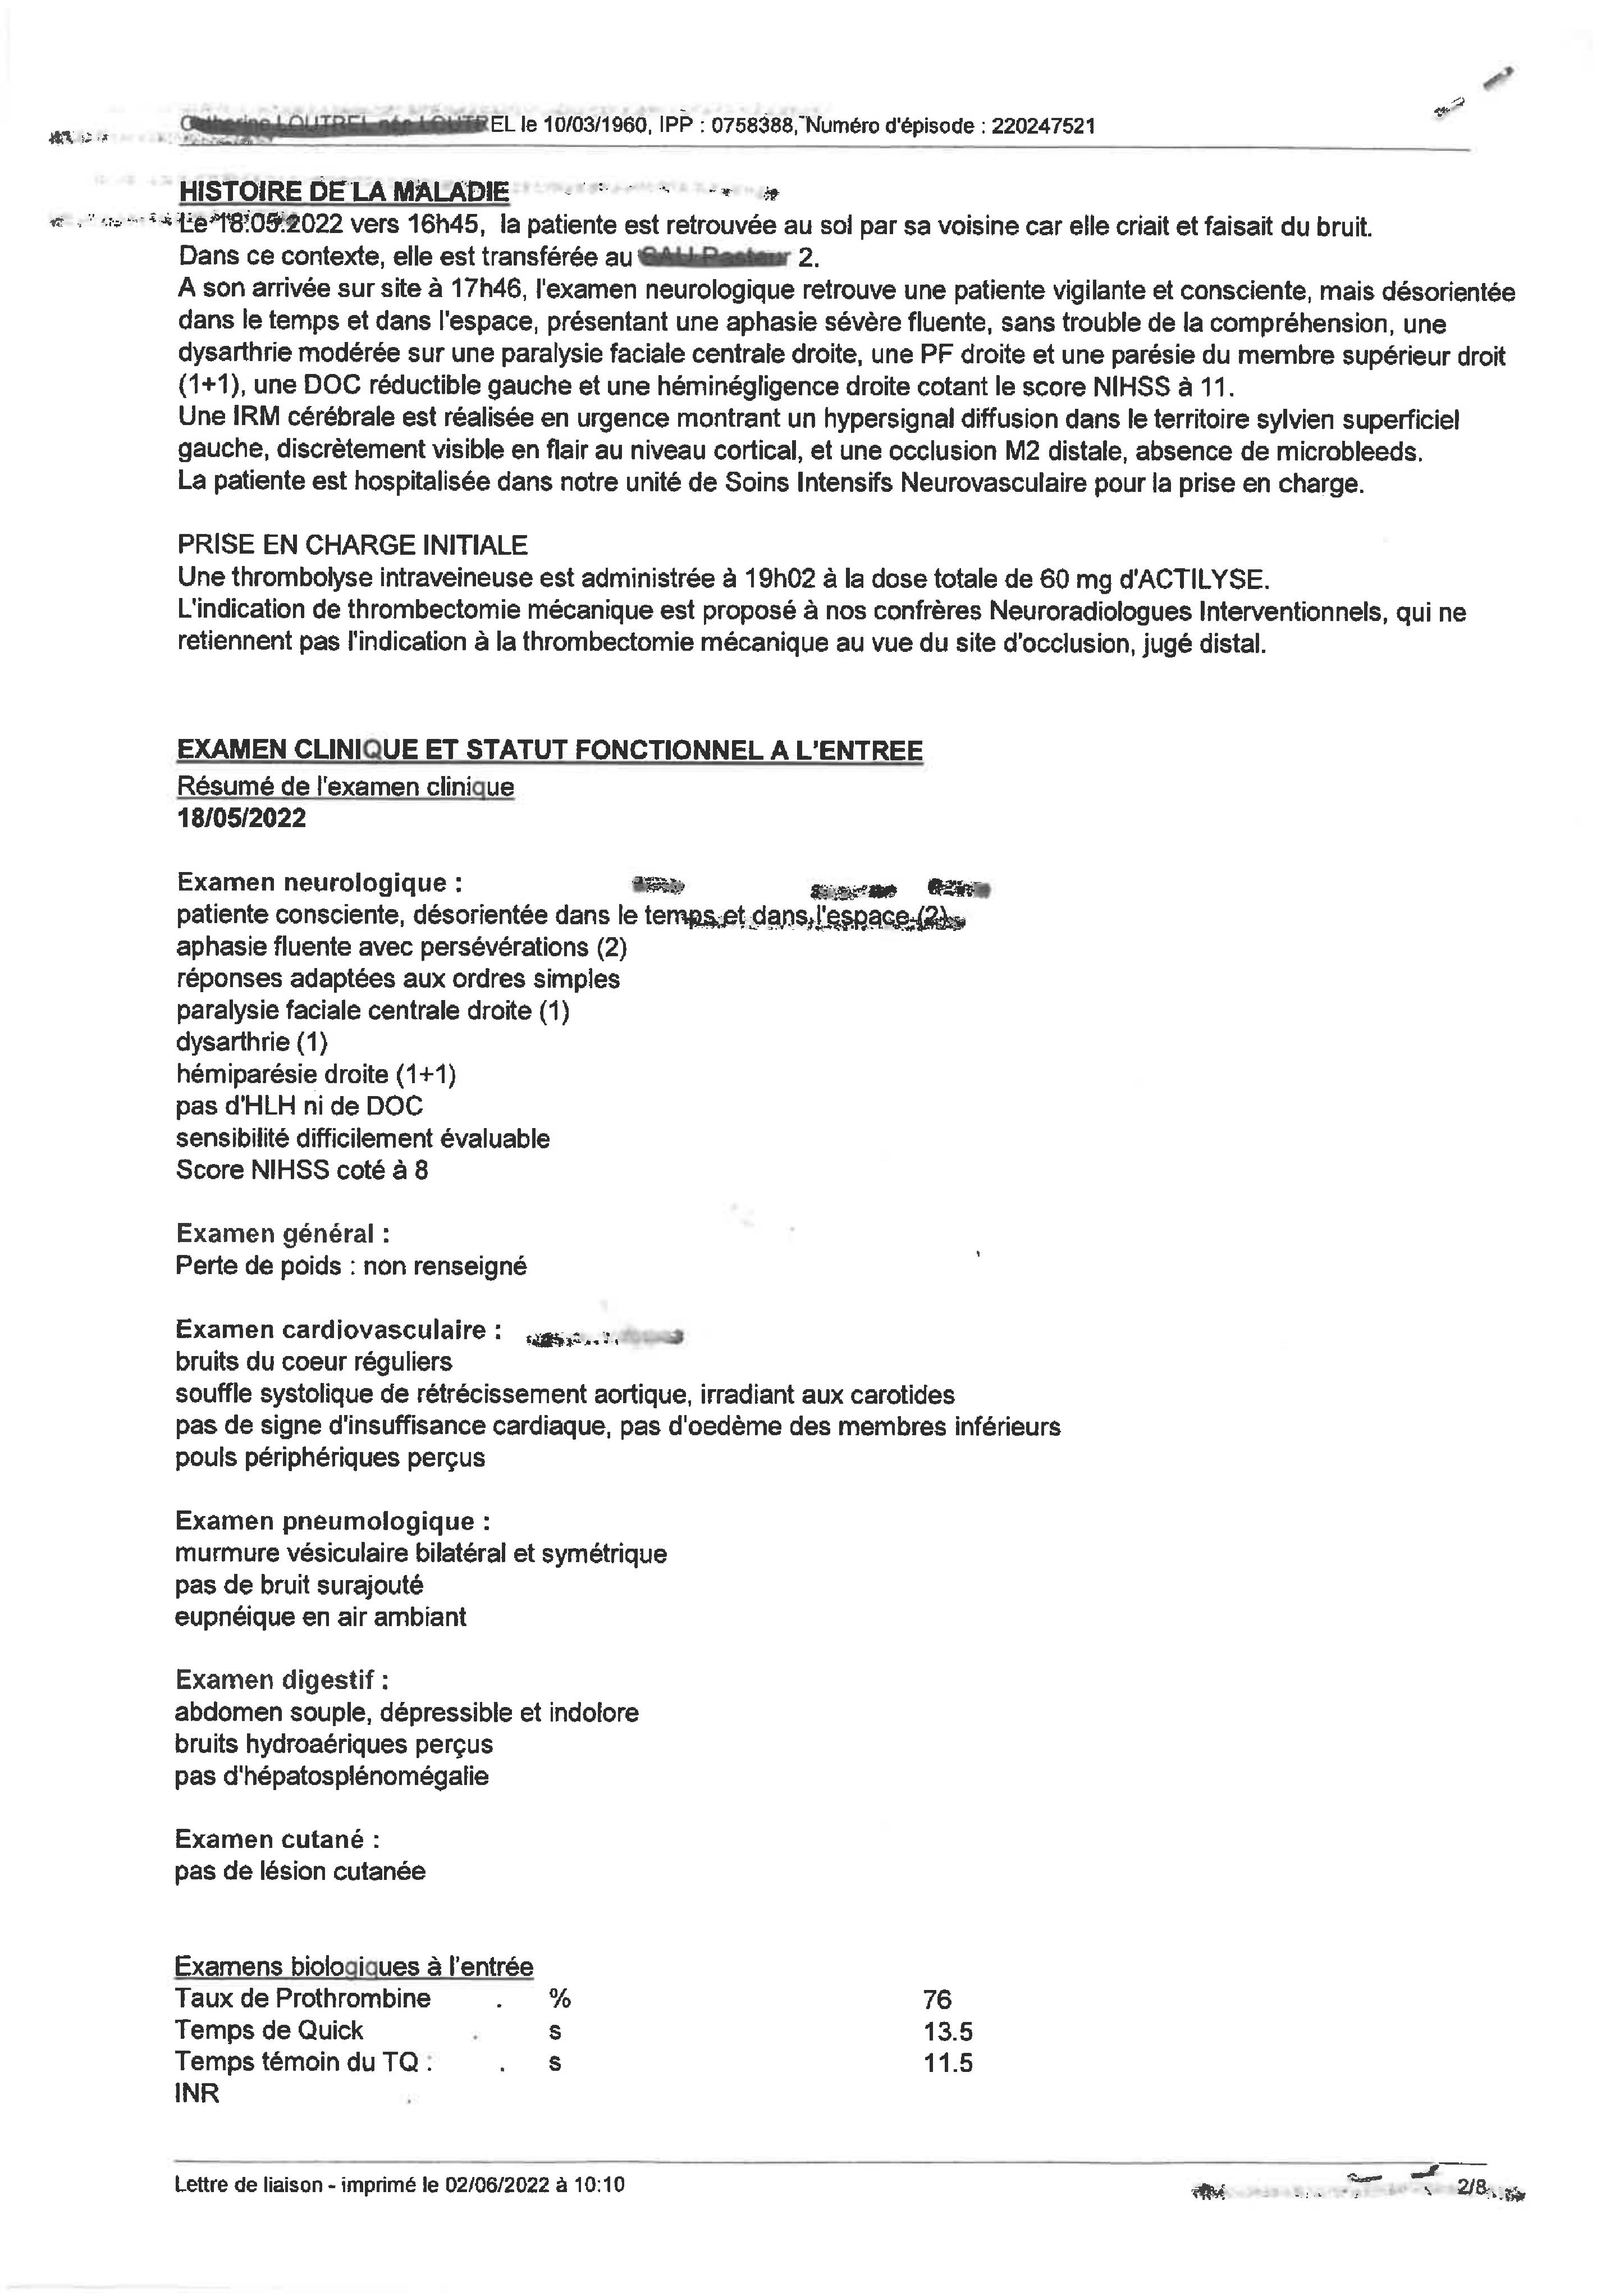 EL le 10/03/1960, IPP : 0758388, Numéro d'épisode : 220247521
HISTOIRE DE LA MALADIE
Le 18.05.2022 vers 16h45, la patiente est retrouvée au sol par sa voisine car elle criait et faisait du bruit.
Dans ce contexte, elle est transférée au 2.
A son arrivée sur site à 17h46, l'examen neurologique retrouve une patiente vigilante et consciente, mais désorientée
dans le temps et dans l'espace, présentant une aphasie sévère fluente, sans trouble de la compréhension, une
dysarthrie modérée sur une paralysie faciale centrale droite, une PF droite et une parésie du membre supérieur droit
(1+1), une DOC réductible gauche et une héminégligence droite cotant le score NIHSS à 11.
Une IRM cérébrale est réalisée en urgence montrant un hypersignal diffusion dans le territoire sylvien superficiel
gauche, discrètement visible en flair au niveau cortical, et une occlusion M2 distale, absence de microbleeds.
La patiente est hospitalisée dans notre unité de Soins Intensifs Neurovasculaire pour la prise en charge.
PRISE EN CHARGE INITIALE
Une thrombolyse intraveineuse est administrée à 19h02 à la dose totale de 60 mg d'ACTILYSE.
L'indication de thrombectomie mécanique est proposé à nos confrères Neuroradiologues Interventionnels, qui ne
retiennent pas l'indication à la thrombectomie mécanique au vue du site d'occlusion, jugé distal.
EXAMEN CLINIQUE ET STATUT FONCTIONNEL A L'ENTREE
Résumé de l'examen clinique
18/05/2022
Examen neurologique :
patiente consciente, désorientée dans le temps et dans l'espace (2)
aphasie fluente avec persévérations (2)
réponses adaptées aux ordres simples
paralysie faciale centrale droite (1)
dysarthrie (1)
hémiparésie droite (1+1)
pas d'HLH ni de DOC
sensibilité difficilement évaluable
Score NIHSS coté à 8
Examen général :
Perte de poids : non renseigné
Examen cardiovasculaire :
bruits du coeur réguliers
souffle systolique de rétrécissement aortique, irradiant aux carotides
pas de signe d'insuffisance cardiaque, pas d'oedème des membres inférieurs
pouls périphériques perçus
Examen pneumologique :
murmure vésiculaire bilatéral et symétrique
pas de bruit surajouté
eupnéique en air ambiant
Examen digestif :
abdomen souple, dépressible et indolore
bruits hydroaériques perçus
pas d'hépatosplénomégalie
Examen cutané :
pas de lésion cutanée
Examens biologiques à l'entrée
Taux de Prothrombine . % 76
Temps de Quick . s 13.5
Temps témoin du TQ : . s 11.5
INR .
Lettre de liaison - imprimé le 02/06/2022 à 10:10 2/8